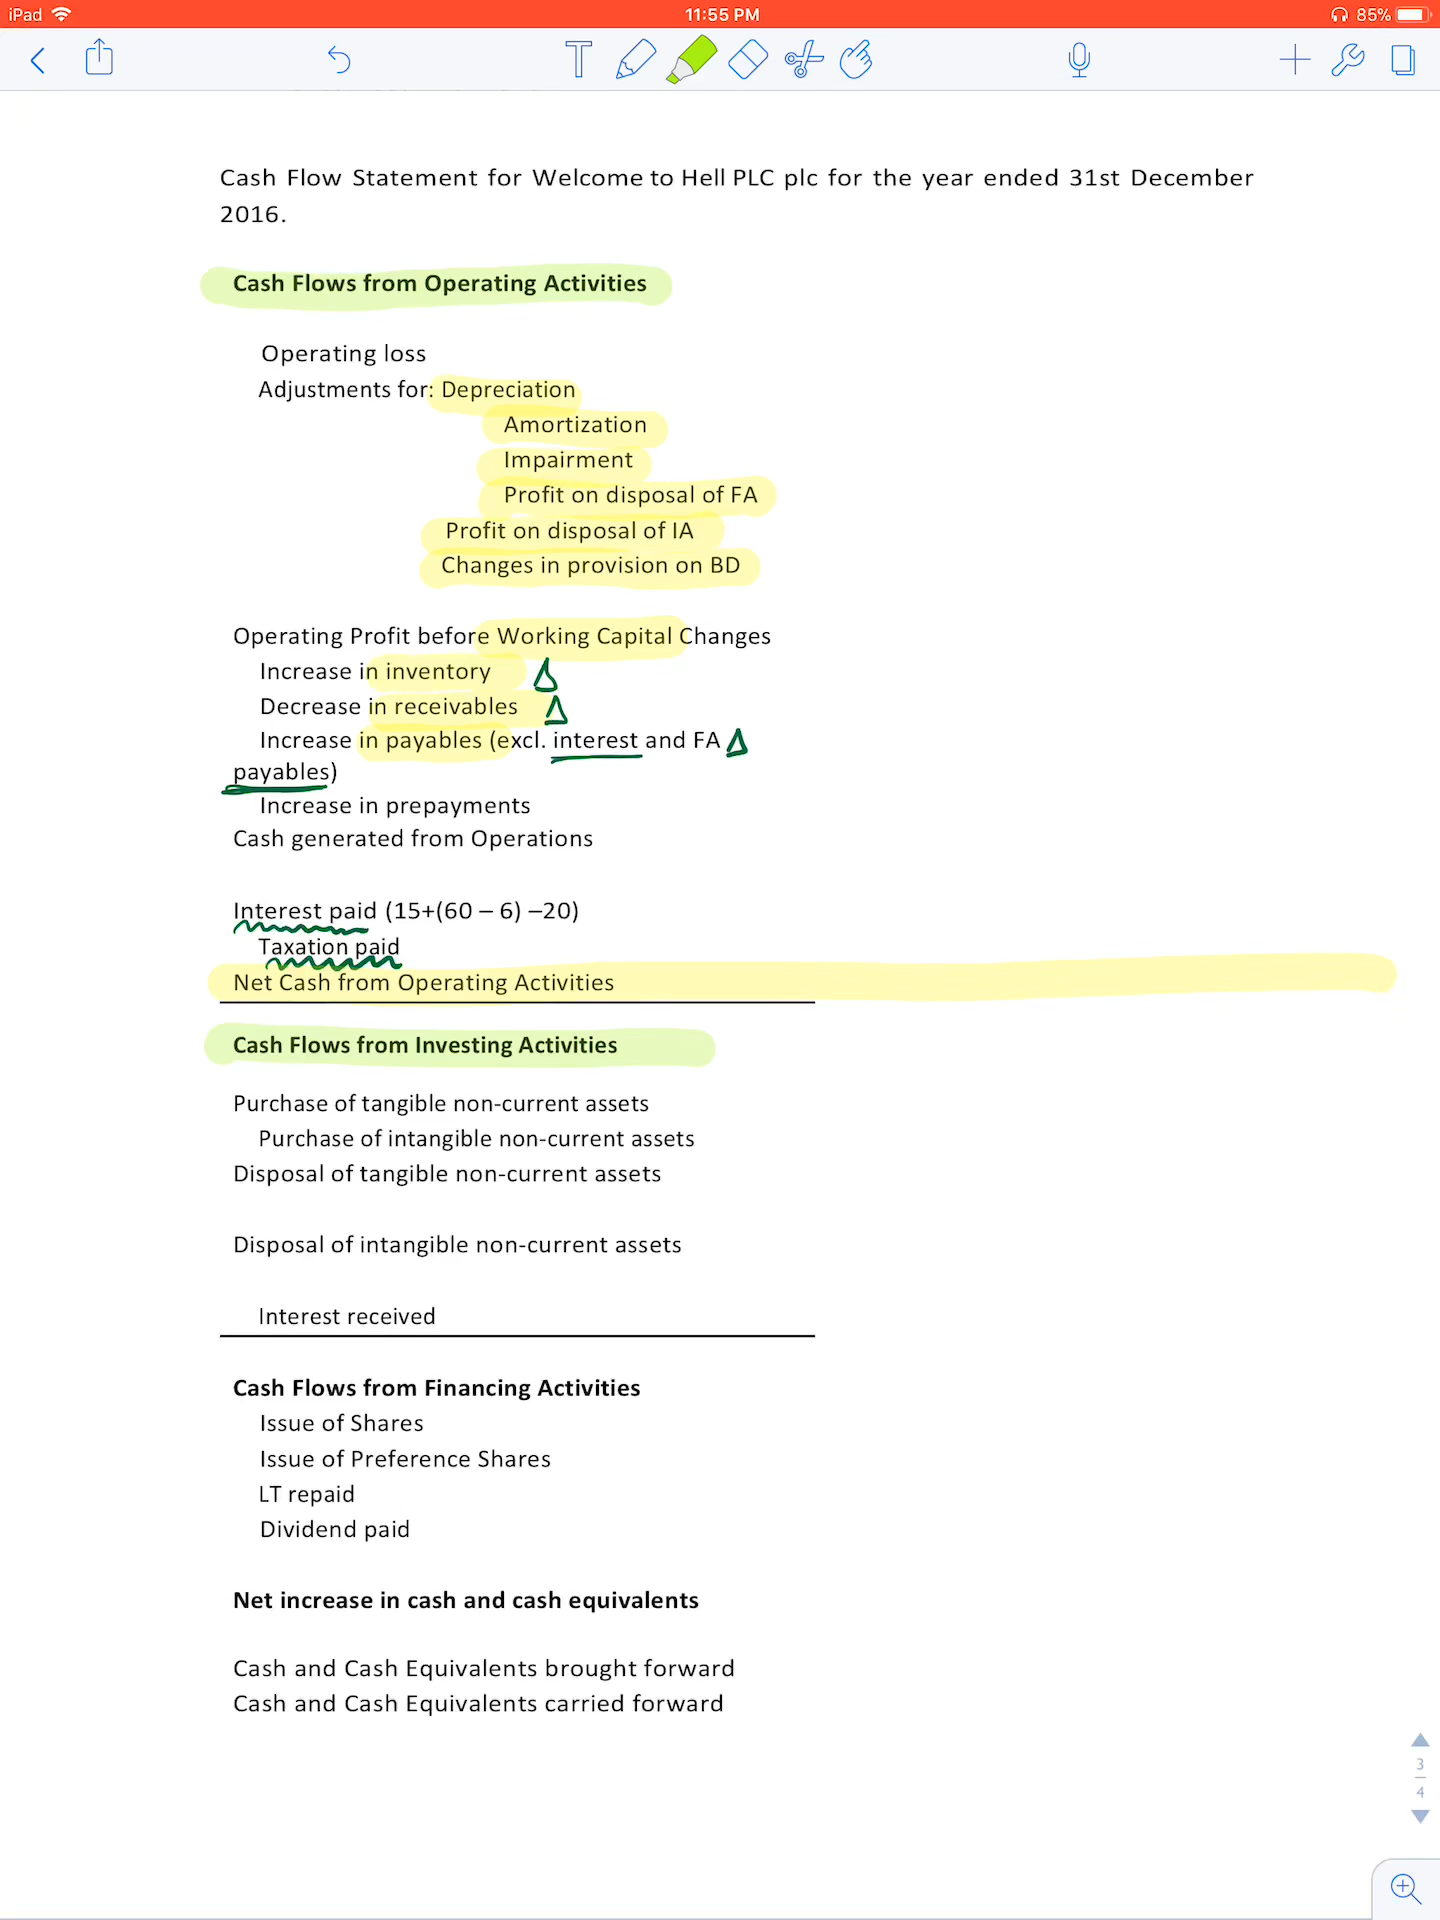 iPad 11:55 PM 85%
T
Cash Flow Statement for Welcome to Hell PLC plc for the year ended 31st December
2016.
Cash Flows from Operating Activities
Operating loss
Adjustments for: Depreciation
Amortization
Impairment
Profit on disposal of FA
Profit on disposal of IA
Changes in provision on BD
Operating Profit before Working Capital Changes
Increase in inventory Δ
Decrease in receivables Δ
Increase in payables (excl. interest and FA Δ
payables)
Increase in prepayments
Cash generated from Operations
Interest paid (15+(60 – 6) –20)
Taxation paid
Net Cash from Operating Activities
Cash Flows from Investing Activities
Purchase of tangible non-current assets
Purchase of intangible non-current assets
Disposal of tangible non-current assets
Disposal of intangible non-current assets
Interest received
Cash Flows from Financing Activities
Issue of Shares
Issue of Preference Shares
LT repaid
Dividend paid
Net increase in cash and cash equivalents
Cash and Cash Equivalents brought forward
Cash and Cash Equivalents carried forward
3
4